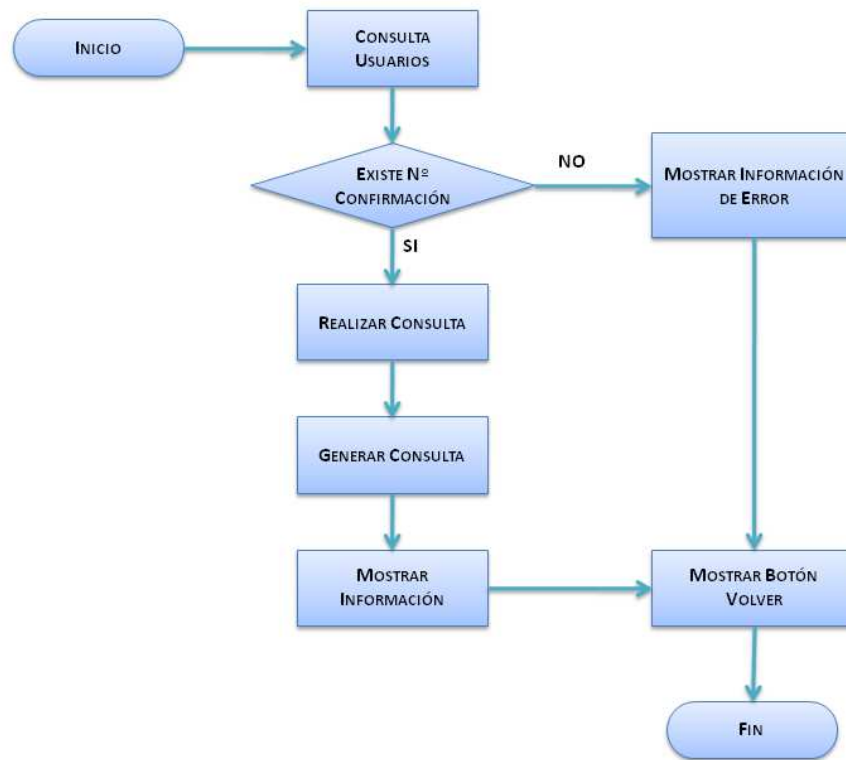 INICIO
CONSULTA
USUARIOS
EXISTE Nº
CONFIRMACIÓN
NO
MOSTRAR INFORMACIÓN
DE ERROR
SI
REALIZAR CONSULTA
GENERAR CONSULTA
MOSTRAR
INFORMACIÓN
MOSTRAR BOTÓN
VOLVER
FIN